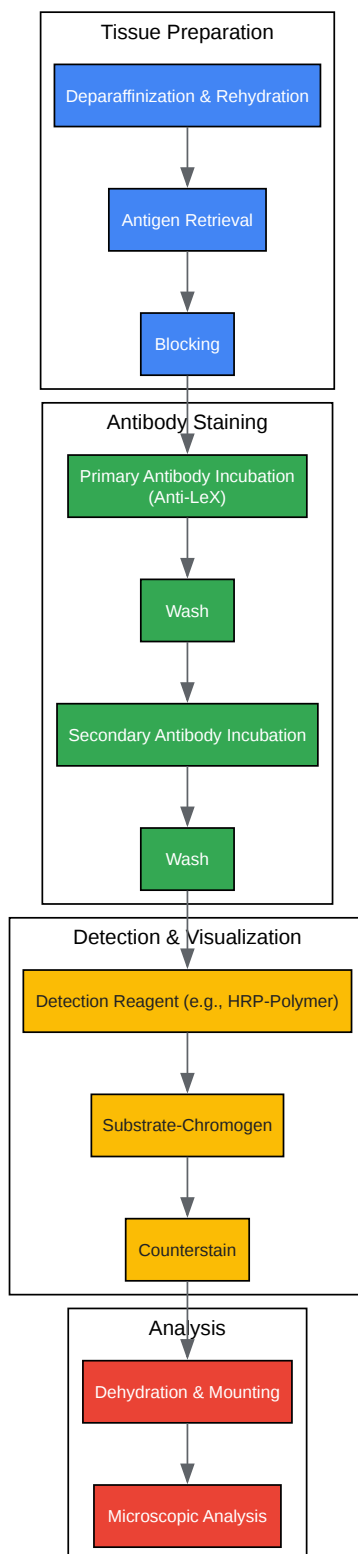 Tissue Preparation
Deparaffinization & Rehydration
Antigen Retrieval
Blocking
Antibody Staining
Primary Antibody Incubation
(Anti-LeX)
Wash
Secondary Antibody Incubation
Wash
Detection & Visualization
Detection Reagent (e.g., HRP-Polymer)
Substrate-Chromogen
Counterstain
Analysis
Dehydration & Mounting
Microscopic Analysis